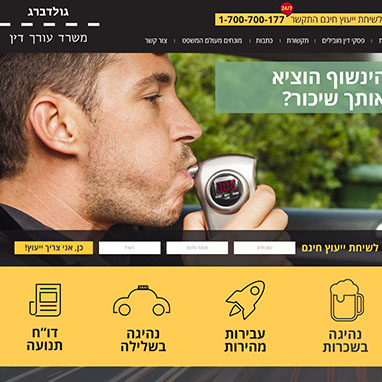 גולדברג
משרד עורך דין
24/7
לשיחת ייעוץ חינם התקשר 1-700-700-177
פסקי דין מובילים
תקשורת
כתבות
מונחים מעולם המשפט
צור קשר
הינשוף הוציא
אותך שיכור?
לשיחת ייעוץ חינם
שם מלא
מספר טלפון
כן, אני צריך ייעוץ!
נהיגה
בשכרות
עבירות
מהירות
נהיגה
בשלילה
דו״ח
תנועה